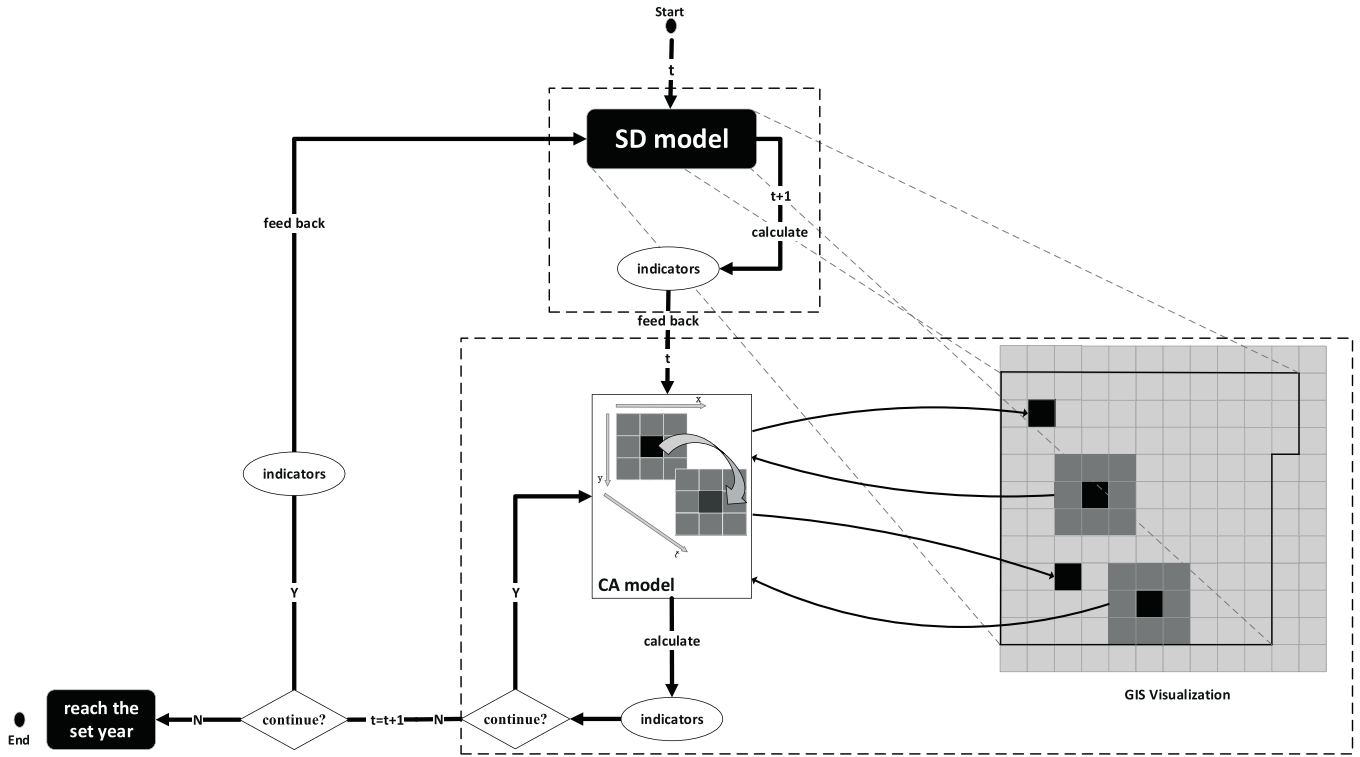 Start
t
SD model
t+1
calculate
feed back
indicators
feed back
t
x
y
t
CA model
indicators
Y
Y
calculate
GIS Visualization
reach the
set year
N
continue?
t=t+1
N
continue?
indicators
End